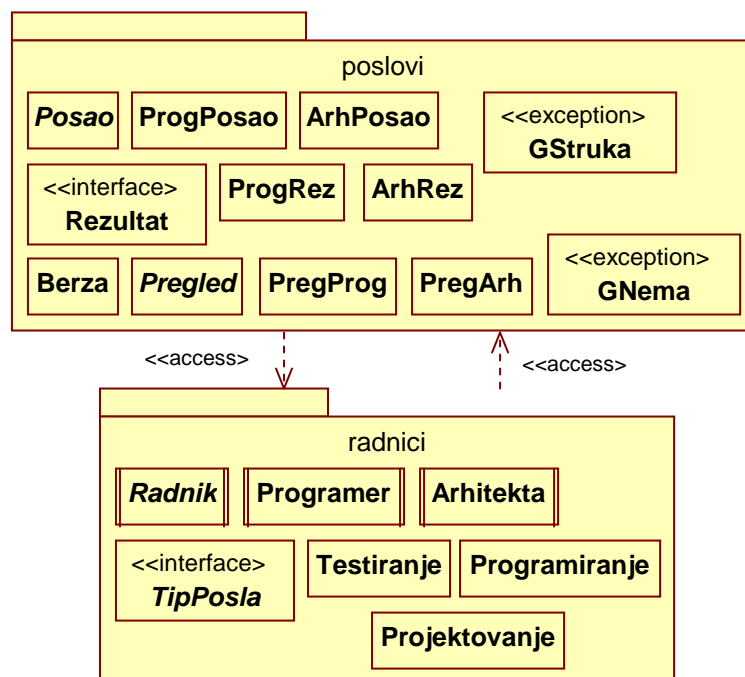 poslovi
Posao ProgPosao ArhPosao
<<exception>>
GStruka
<<interface>>
Rezultat
ProgRez ArhRez
Berza Pregled PregProg PregArh
<<exception>>
GNema
<<access>>
<<access>>
radnici
Radnik Programer Arhitekta
<<interface>>
TipPosla
Testiranje Programiranje
Projektovanje